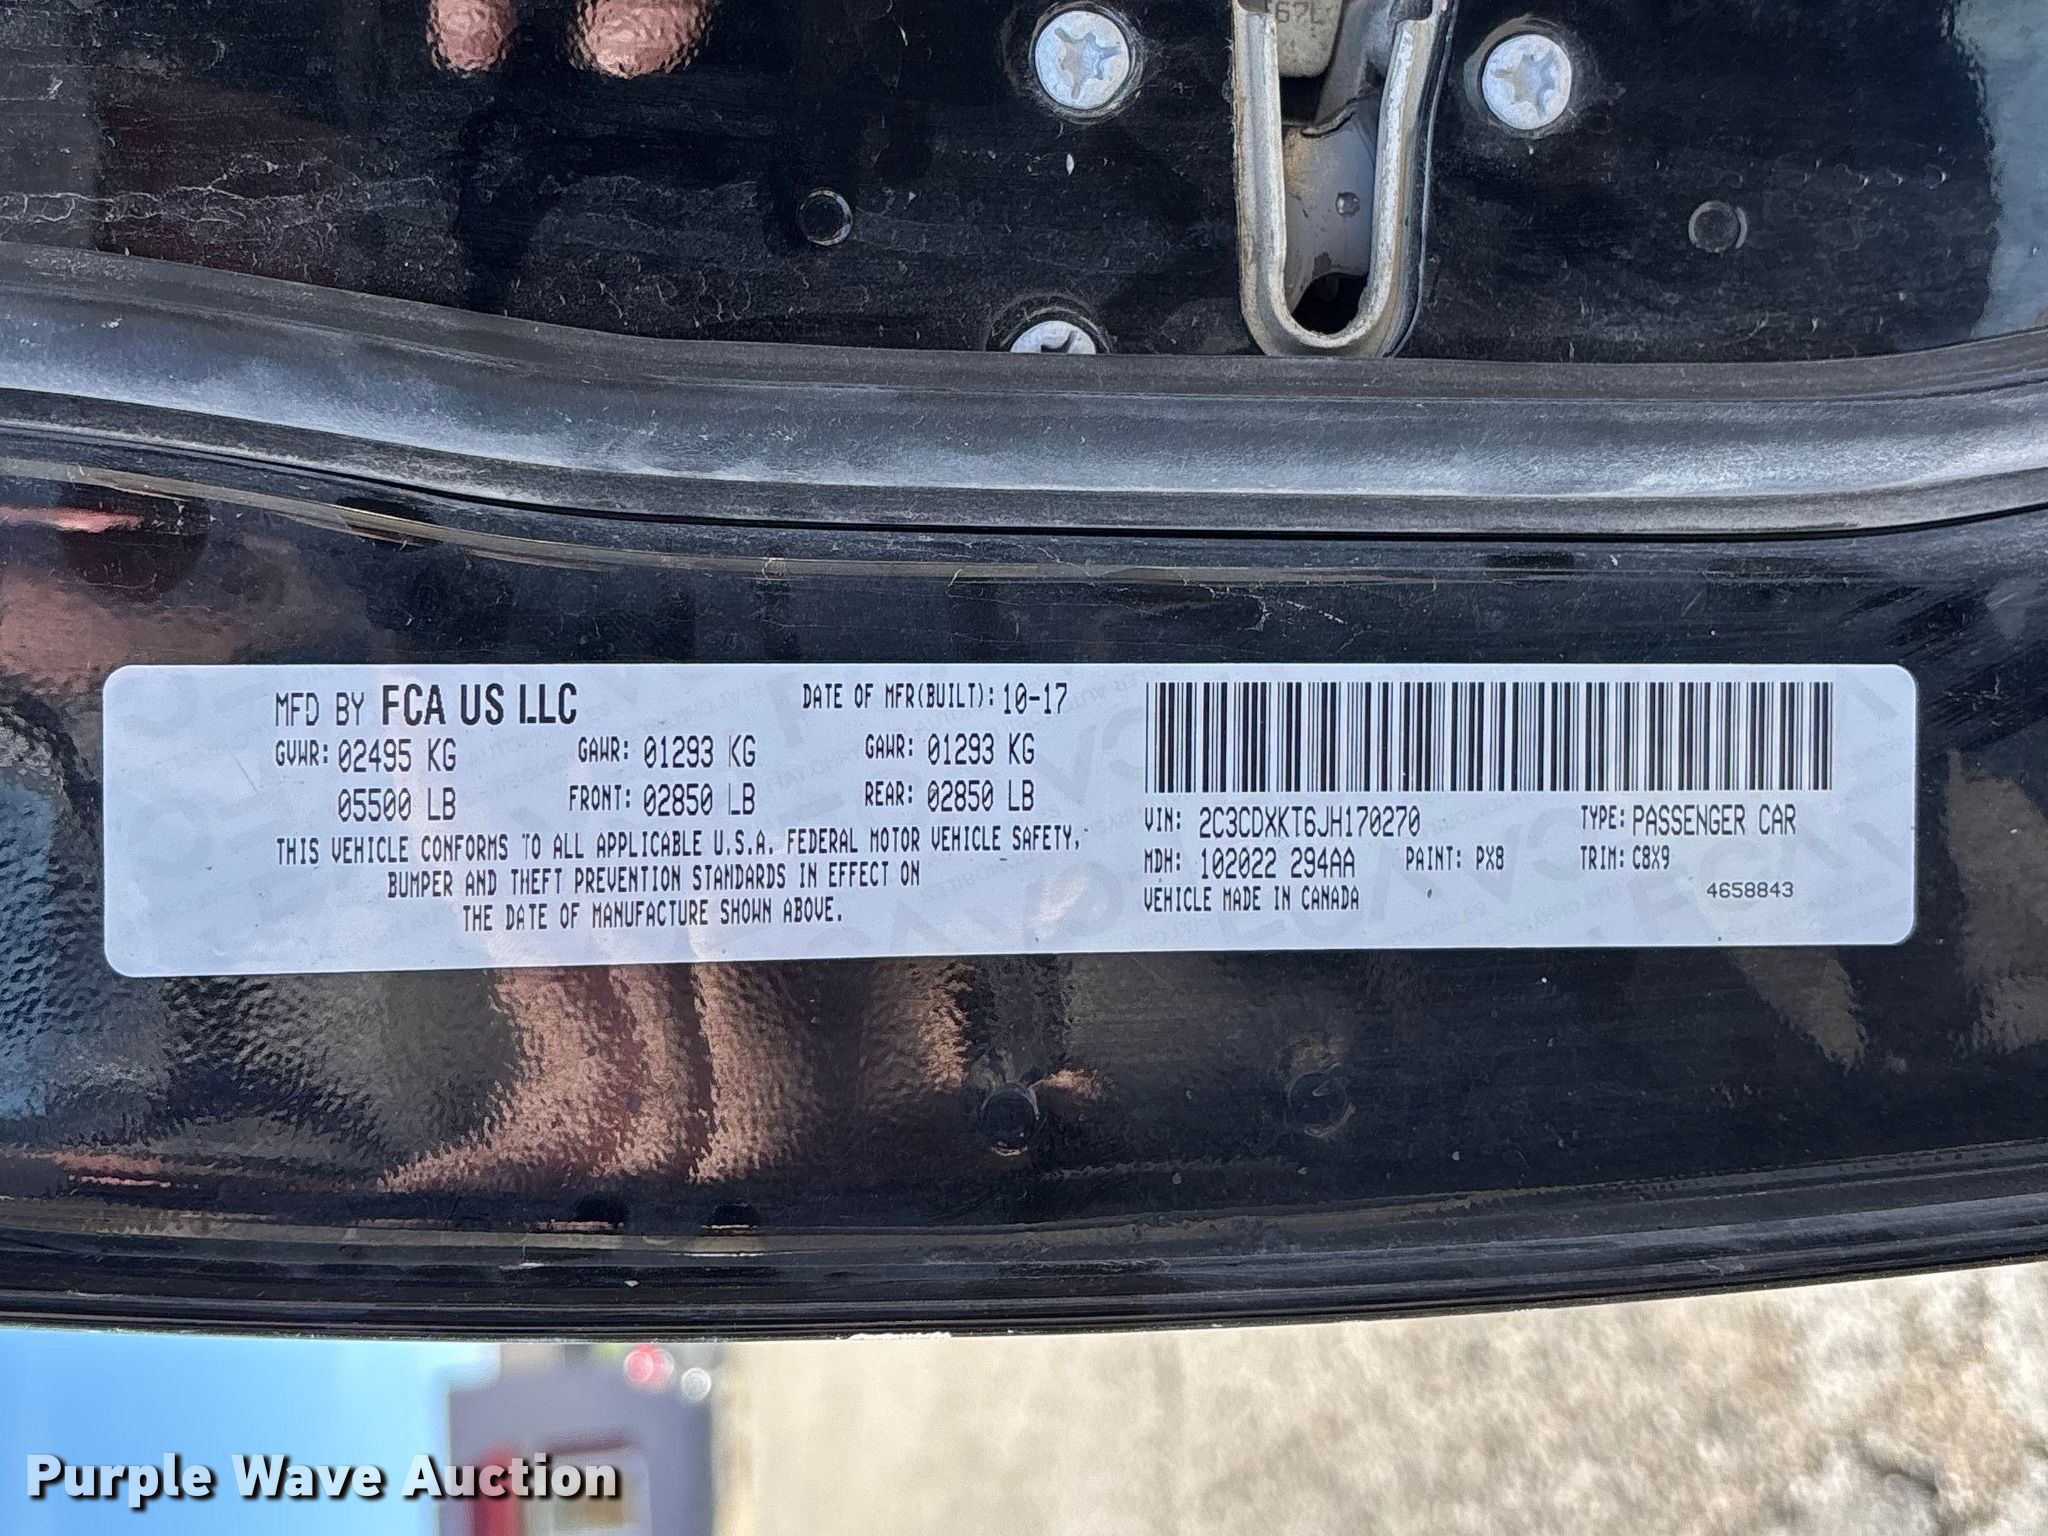 67L
MFD BY FCA US LLC
DATE OF MFR(BUILT): 10-17
GVWR: 02495 KG
GAWR: 01293 KG
GAWR: 01293 KG
05500 LB
FRONT: 02850 LB
REAR: 02850 LB
THIS VEHICLE CONFORMS TO ALL APPLICABLE U.S.A. FEDERAL MOTOR VEHICLE SAFETY,
BUMPER AND THEFT PREVENTION STANDARDS IN EFFECT ON
THE DATE OF MANUFACTURE SHOWN ABOVE.
VIN: 2C3CDXKT6JH170270
TYPE: PASSENGER CAR
MDH: 102022 294AA
PAINT: PX8
TRIM: C8X9
VEHICLE MADE IN CANADA
4658843
Purple Wave Auction